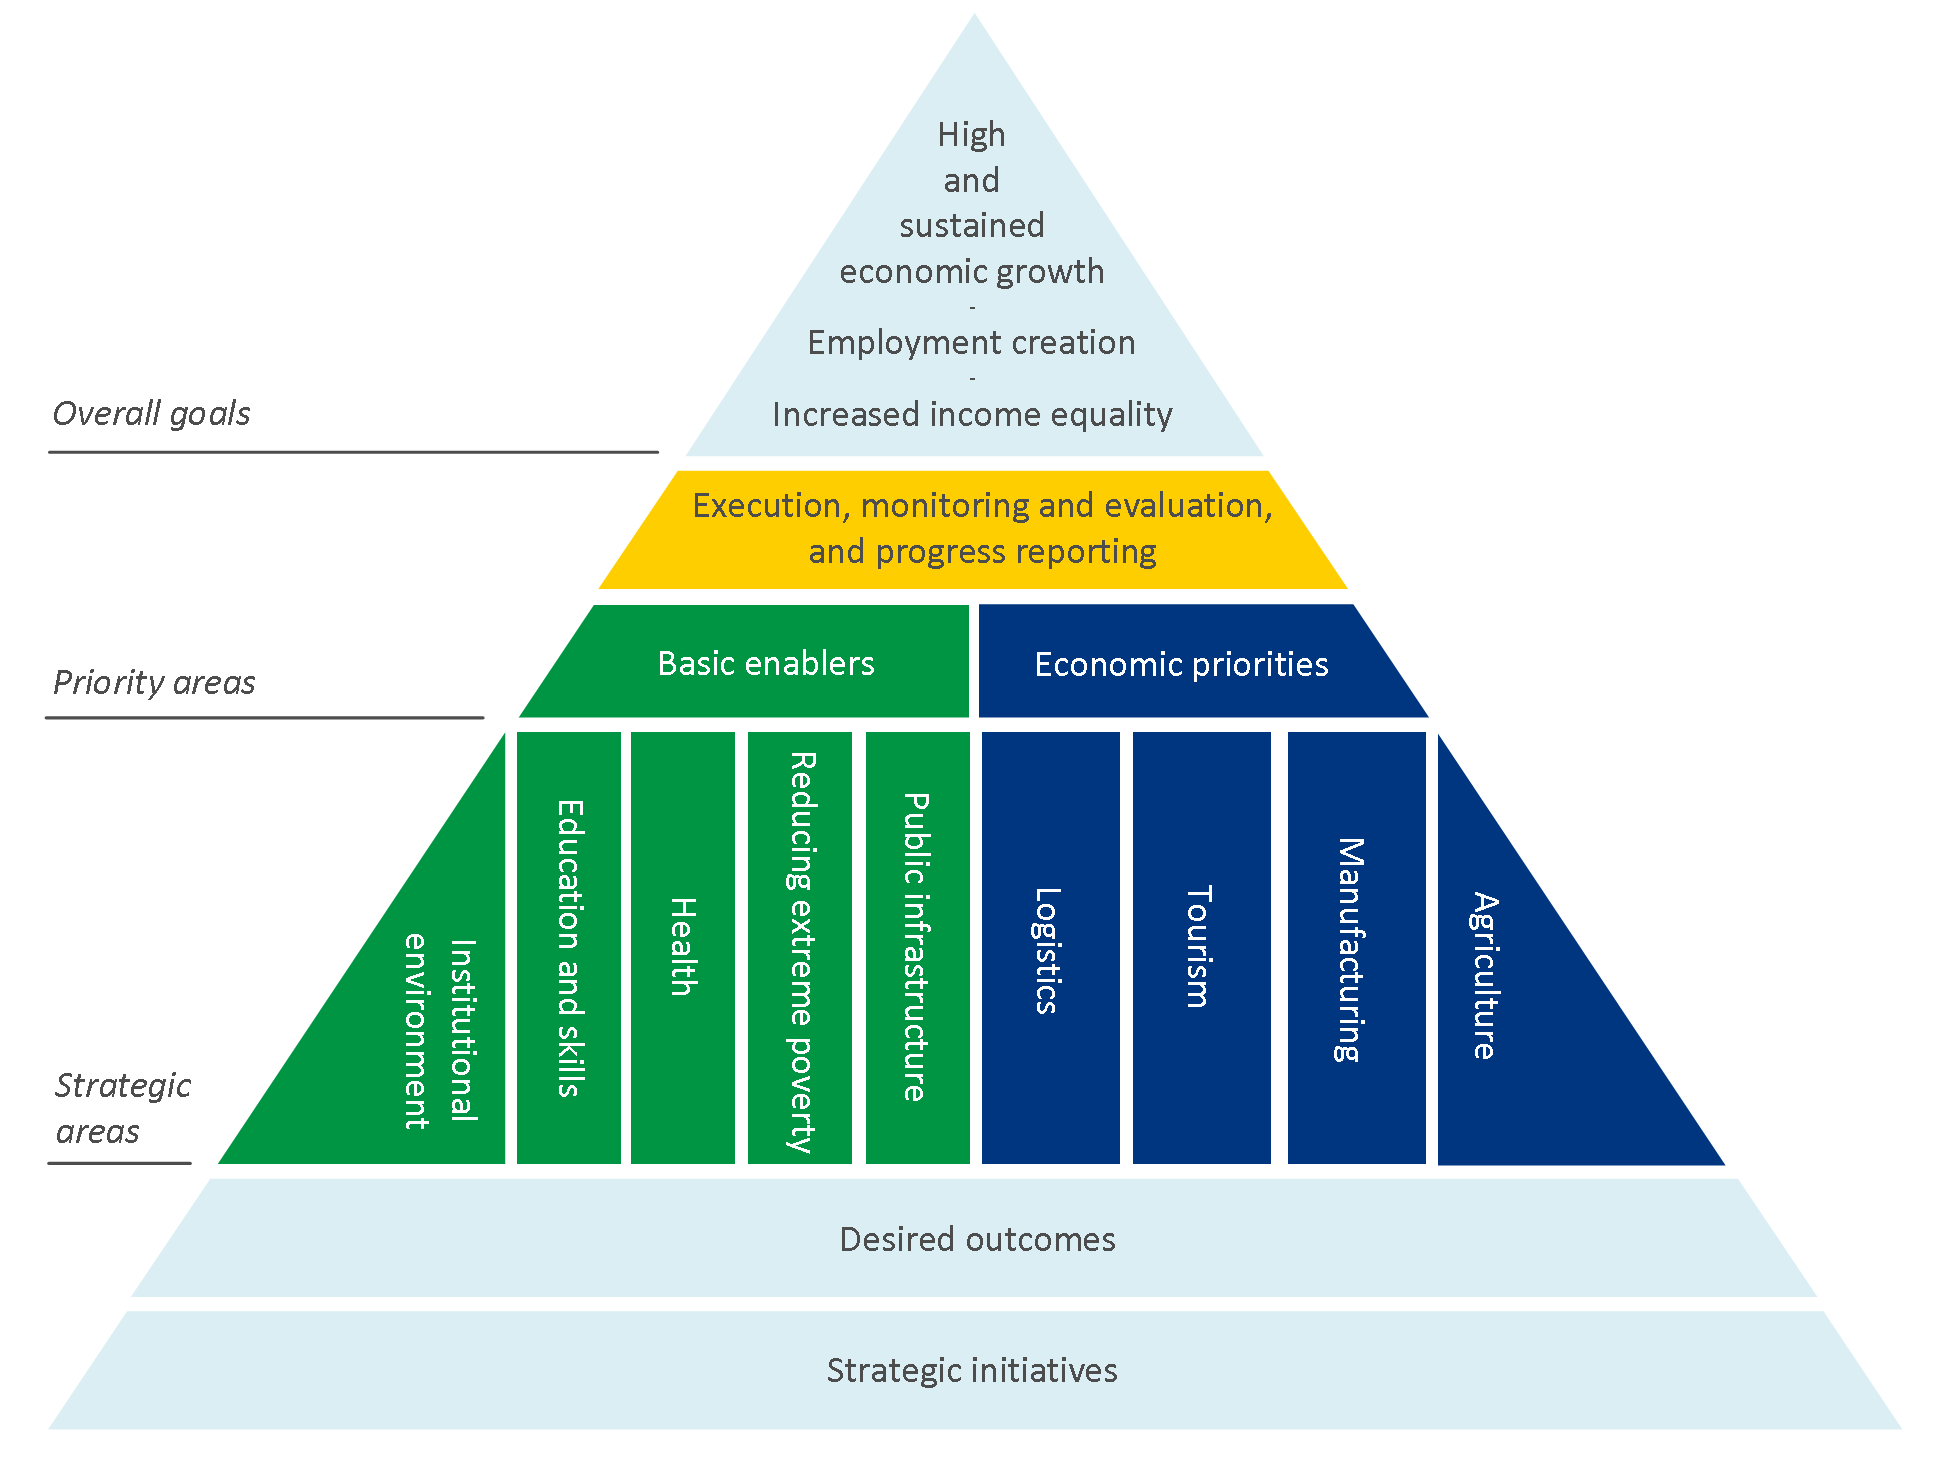 High
and
sustained
economic growth
-
Employment creation
-
Increased income equality
Overall goals
Execution, monitoring and evaluation,
and progress reporting
Basic enablers
Economic priorities
Priority areas
Institutional
environment
Education and skills
Health
Reducing extreme poverty
Public infrastructure
Logistics
Tourism
Manufacturing
Agriculture
Strategic
areas
Desired outcomes
Strategic initiatives